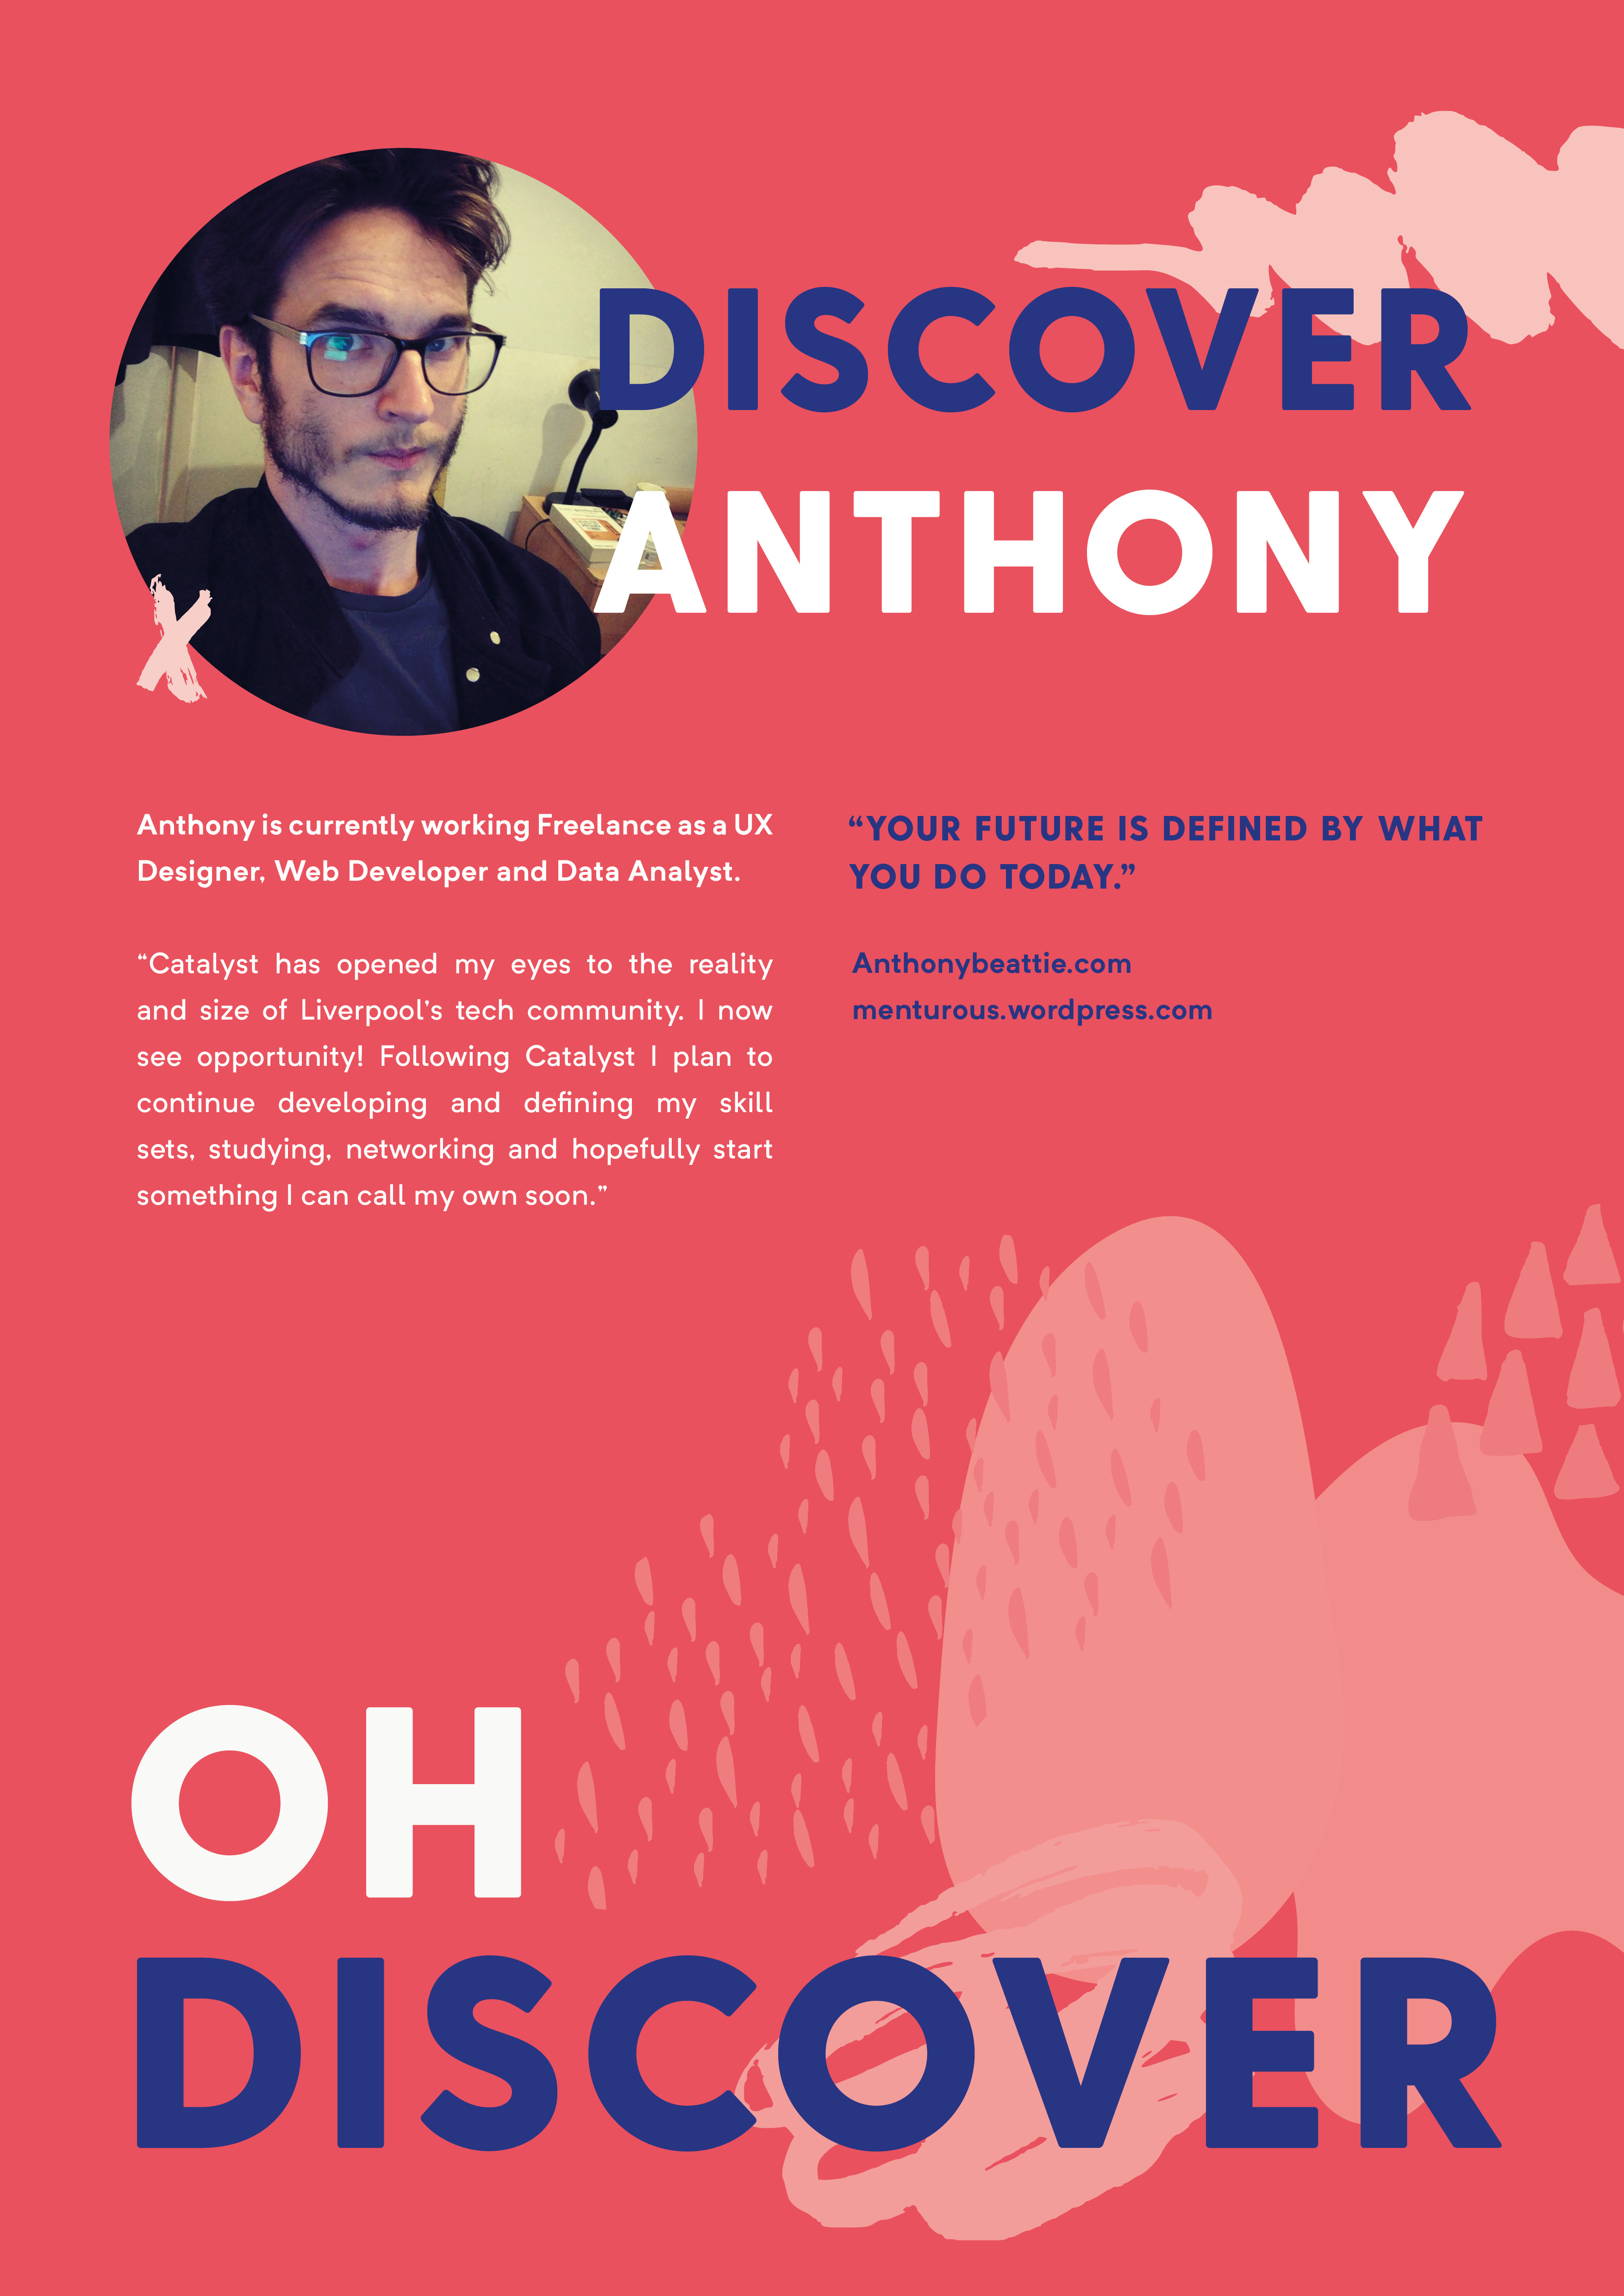 DISCOVER
ANTHONY
Anthony is currently working Freelance as a UX
Designer, Web Developer and Data Analyst.
“Catalyst has opened my eyes to the reality
and size of Liverpool’s tech community. I now
see opportunity! Following Catalyst I plan to
continue developing and defining my skill
sets, studying, networking and hopefully start
something I can call my own soon.”
“YOUR FUTURE IS DEFINED BY WHAT
YOU DO TODAY.”
Anthonybeattie.com
menturous.wordpress.com
OH
DISCOVER